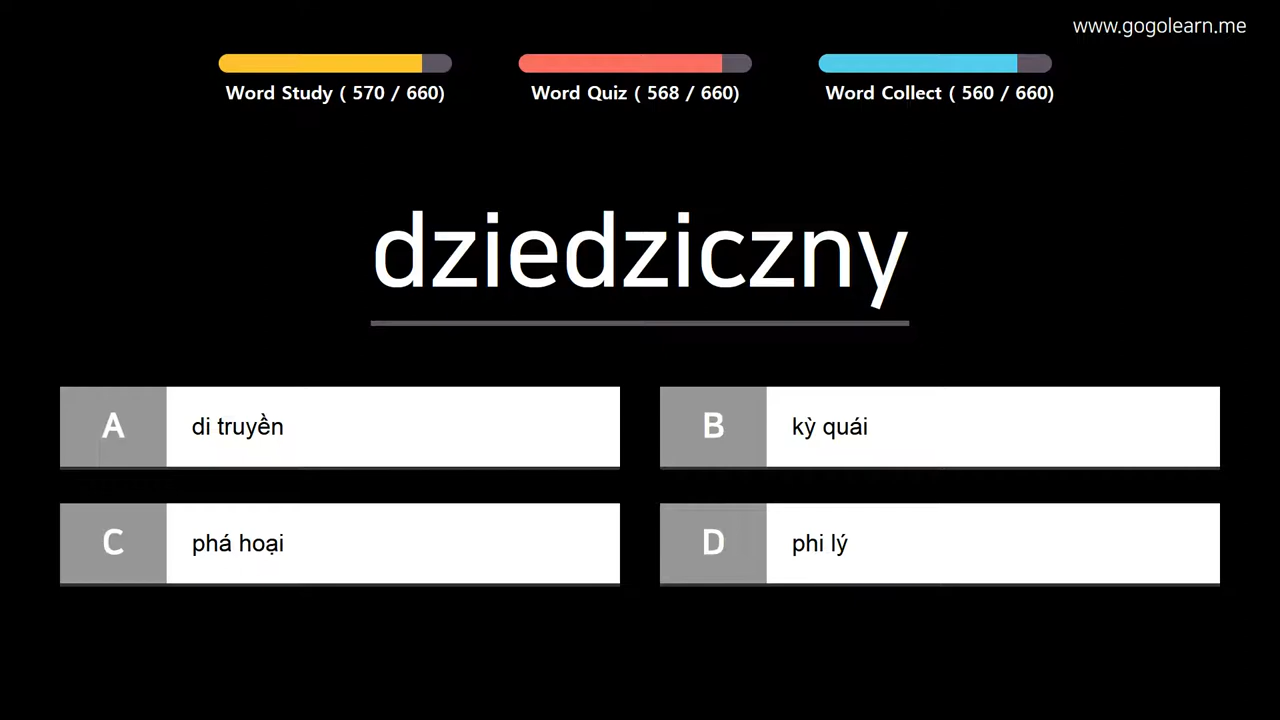 www.gogolearn.me
Word Study ( 570 / 660)
Word Quiz ( 568 / 660)
Word Collect ( 560 / 660)
dziedziczny
A di truyền
B kỳ quái
C phá hoại
D phi lý